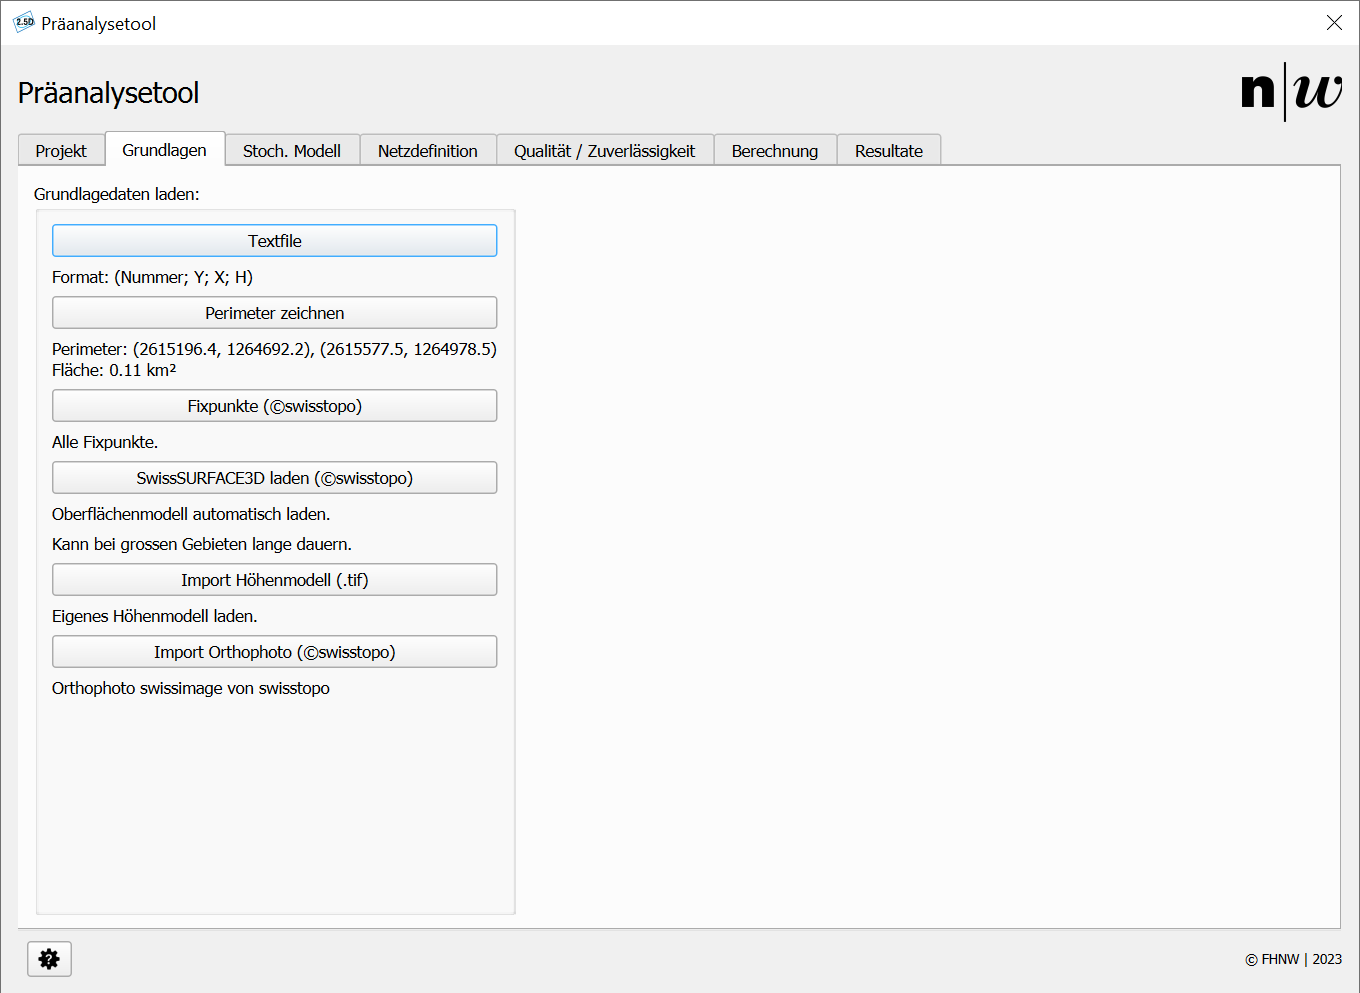 2.5D Präanalysetool
Präanalysetool
n|w
Projekt Grundlagen Stoch. Modell Netzdefinition Qualität / Zuverlässigkeit Berechnung Resultate
Grundlagedaten laden:
Textfile
Format: (Nummer; Y; X; H)
Perimeter zeichnen
Perimeter: (2615196.4, 1264692.2), (2615577.5, 1264978.5)
Fläche: 0.11 km²
Fixpunkte (©swisstopo)
Alle Fixpunkte.
SwissSURFACE3D laden (©swisstopo)
Oberflächenmodell automatisch laden.
Kann bei grossen Gebieten lange dauern.
Import Höhenmodell (.tif)
Eigenes Höhenmodell laden.
Import Orthophoto (©swisstopo)
Orthophoto swissimage von swisstopo
?
© FHNW | 2023